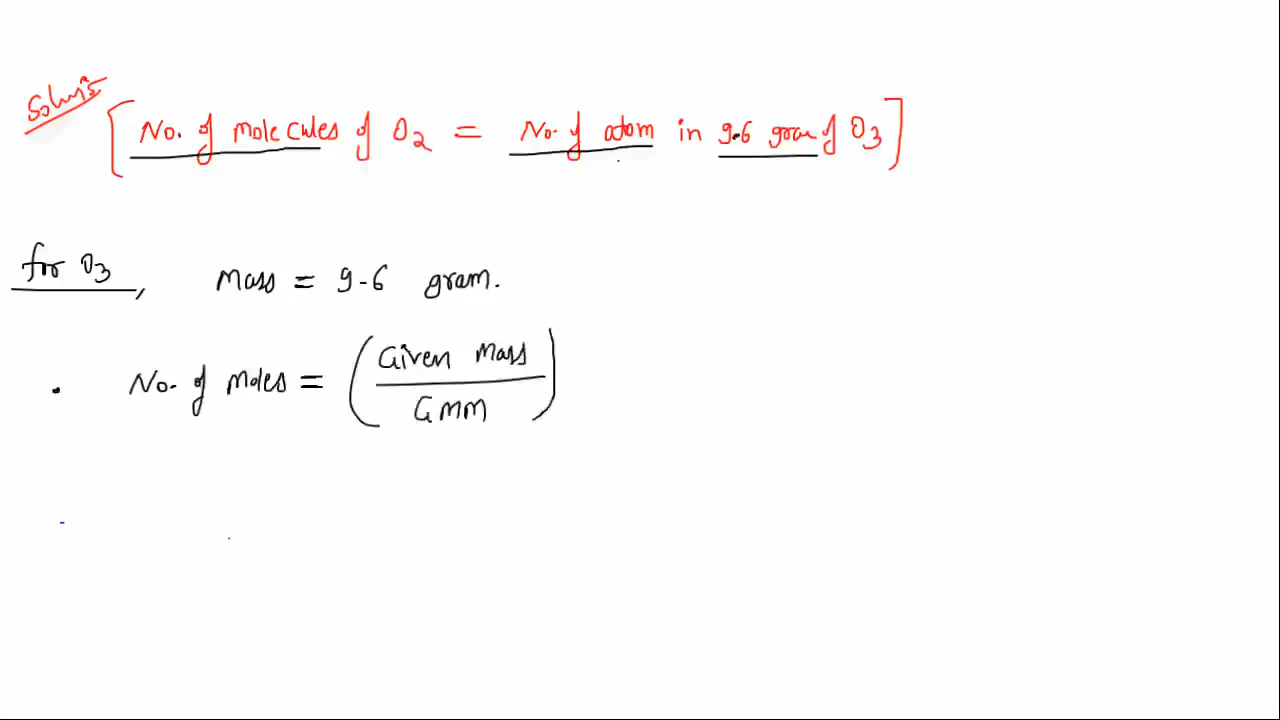 Soln:
[No. of molecules of O2 = No. of atom in 9.6 gram of O3]
for O3, Mass = 9.6 gram.
. No. of moles = (Given Mass / GMM)